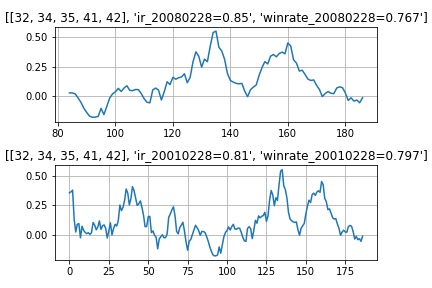 [[32, 34, 35, 41, 42], 'ir_20080228=0.85', 'winrate_20080228=0.767']
0.50
0.25
0.00
80 100 120 140 160 180
[[32, 34, 35, 41, 42], 'ir_20010228=0.81', 'winrate_20010228=0.797']
0.50
0.25
0.00
0 25 50 75 100 125 150 175